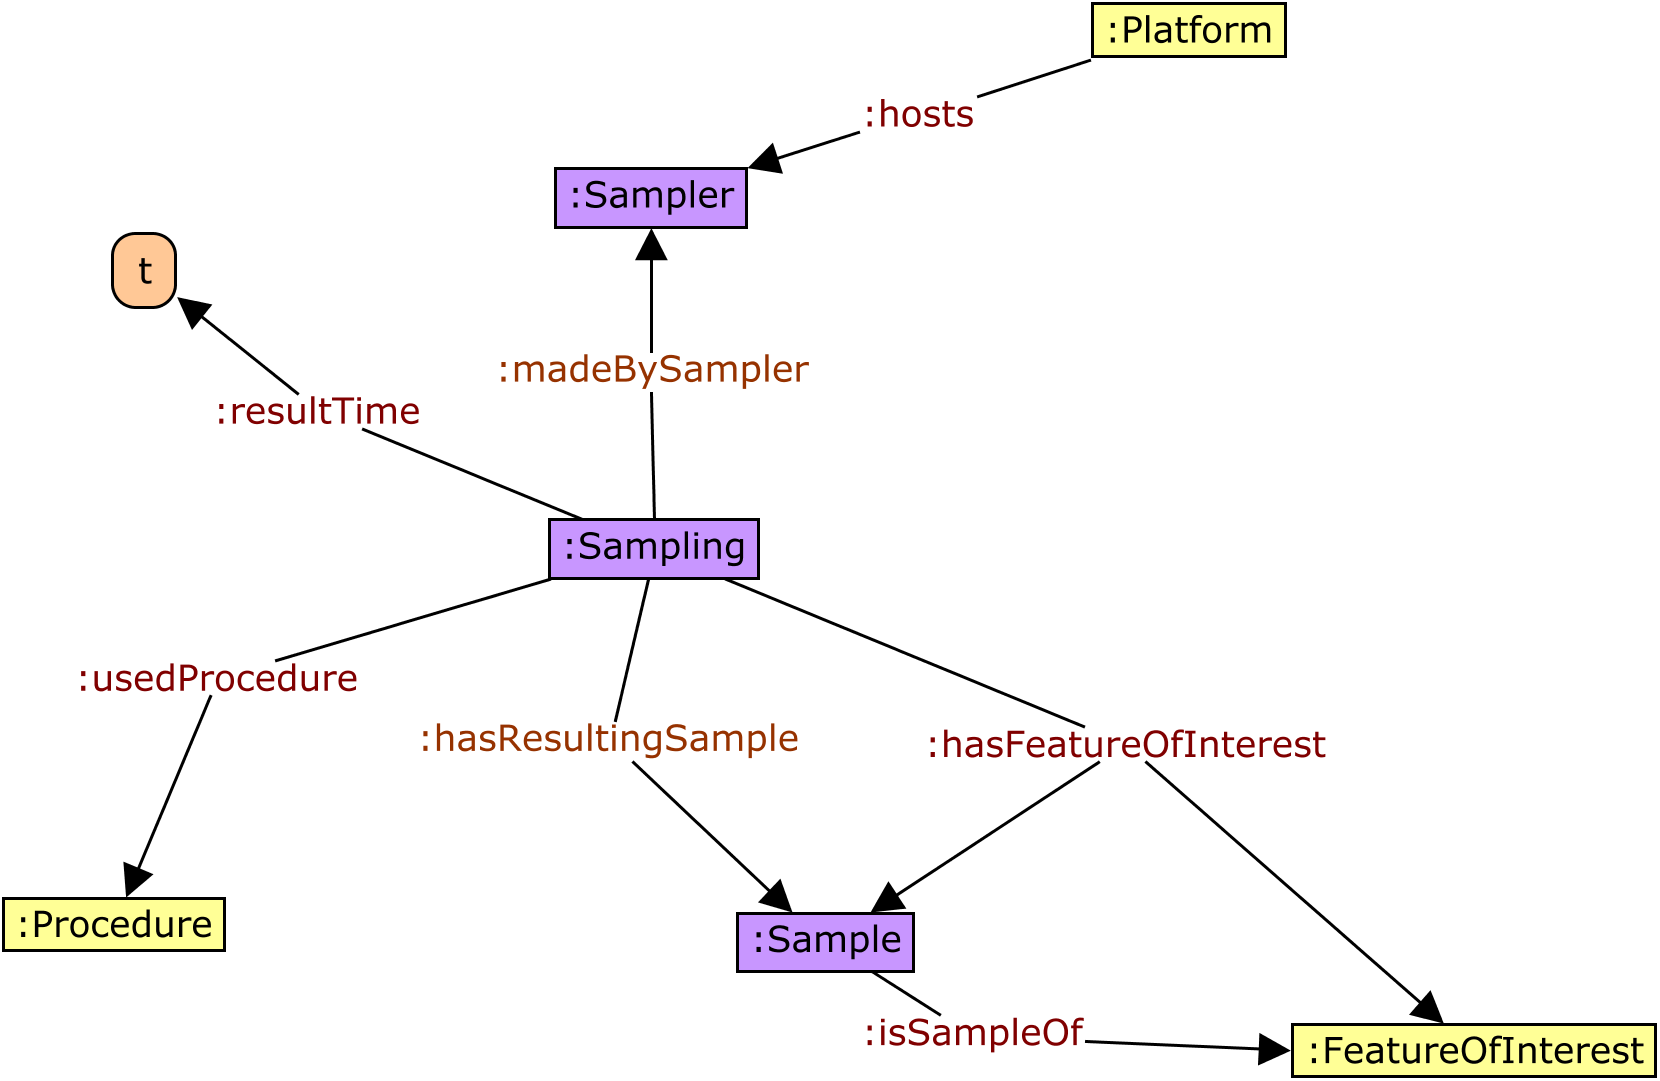 :Platform
:hosts
:Sampler
t
:madeBySampler
:resultTime
:Sampling
:usedProcedure
:hasResultingSample
:hasFeatureOfInterest
:Procedure
:Sample
:isSampleOf
:FeatureOfInterest